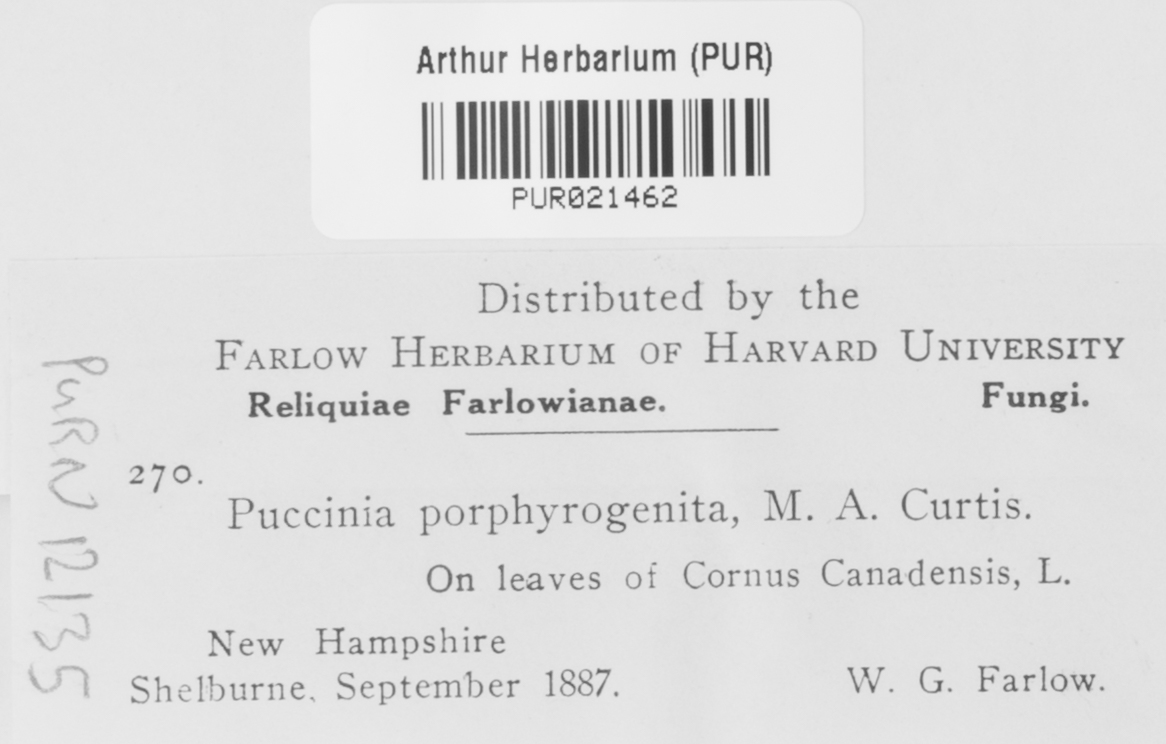 Arthur Herbarium (PUR)
PUR021462
Distributed by the
FARLOW HERBARIUM OF HARVARD UNIVERSITY
Reliquiae Farlowianae. Fungi.
270.
Puccinia porphyrogenita, M. A. Curtis.
On leaves of Cornus Canadensis, L.
New Hampshire
Shelburne, September 1887. W. G. Farlow.
PURN 12135